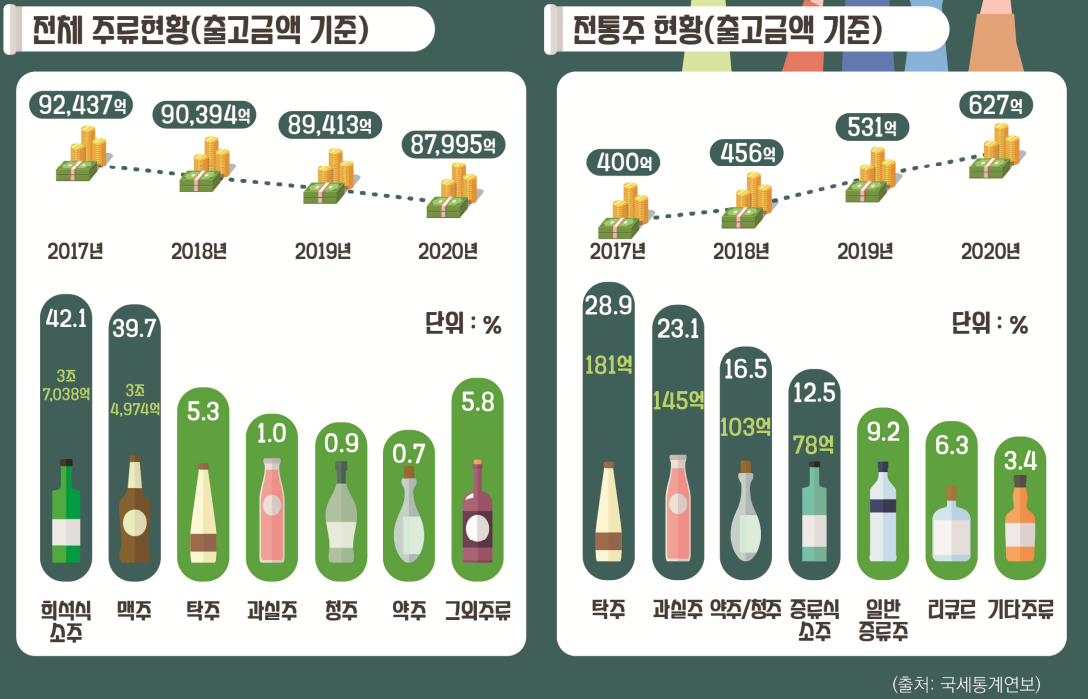 전체 주류현황(출고금액 기준)
92,437억
90,394억
89,413억
87,995억
2017년
2018년
2019년
2020년
단위 : %
42.1
39.7
5.3
1.0
0.9
0.7
5.8
3조
7,038억
3조
4,974억
희석식
소주
맥주
탁주
과실주
청주
약주
그외주류
전통주 현황(출고금액 기준)
400억
456억
531억
627억
2017년
2018년
2019년
2020년
단위 : %
28.9
23.1
16.5
12.5
9.2
6.3
3.4
181억
145억
103억
78억
탁주
과실주
약주/청주
증류식
소주
일반
증류주
리큐르
기타주류
(출처: 국세통계연보)